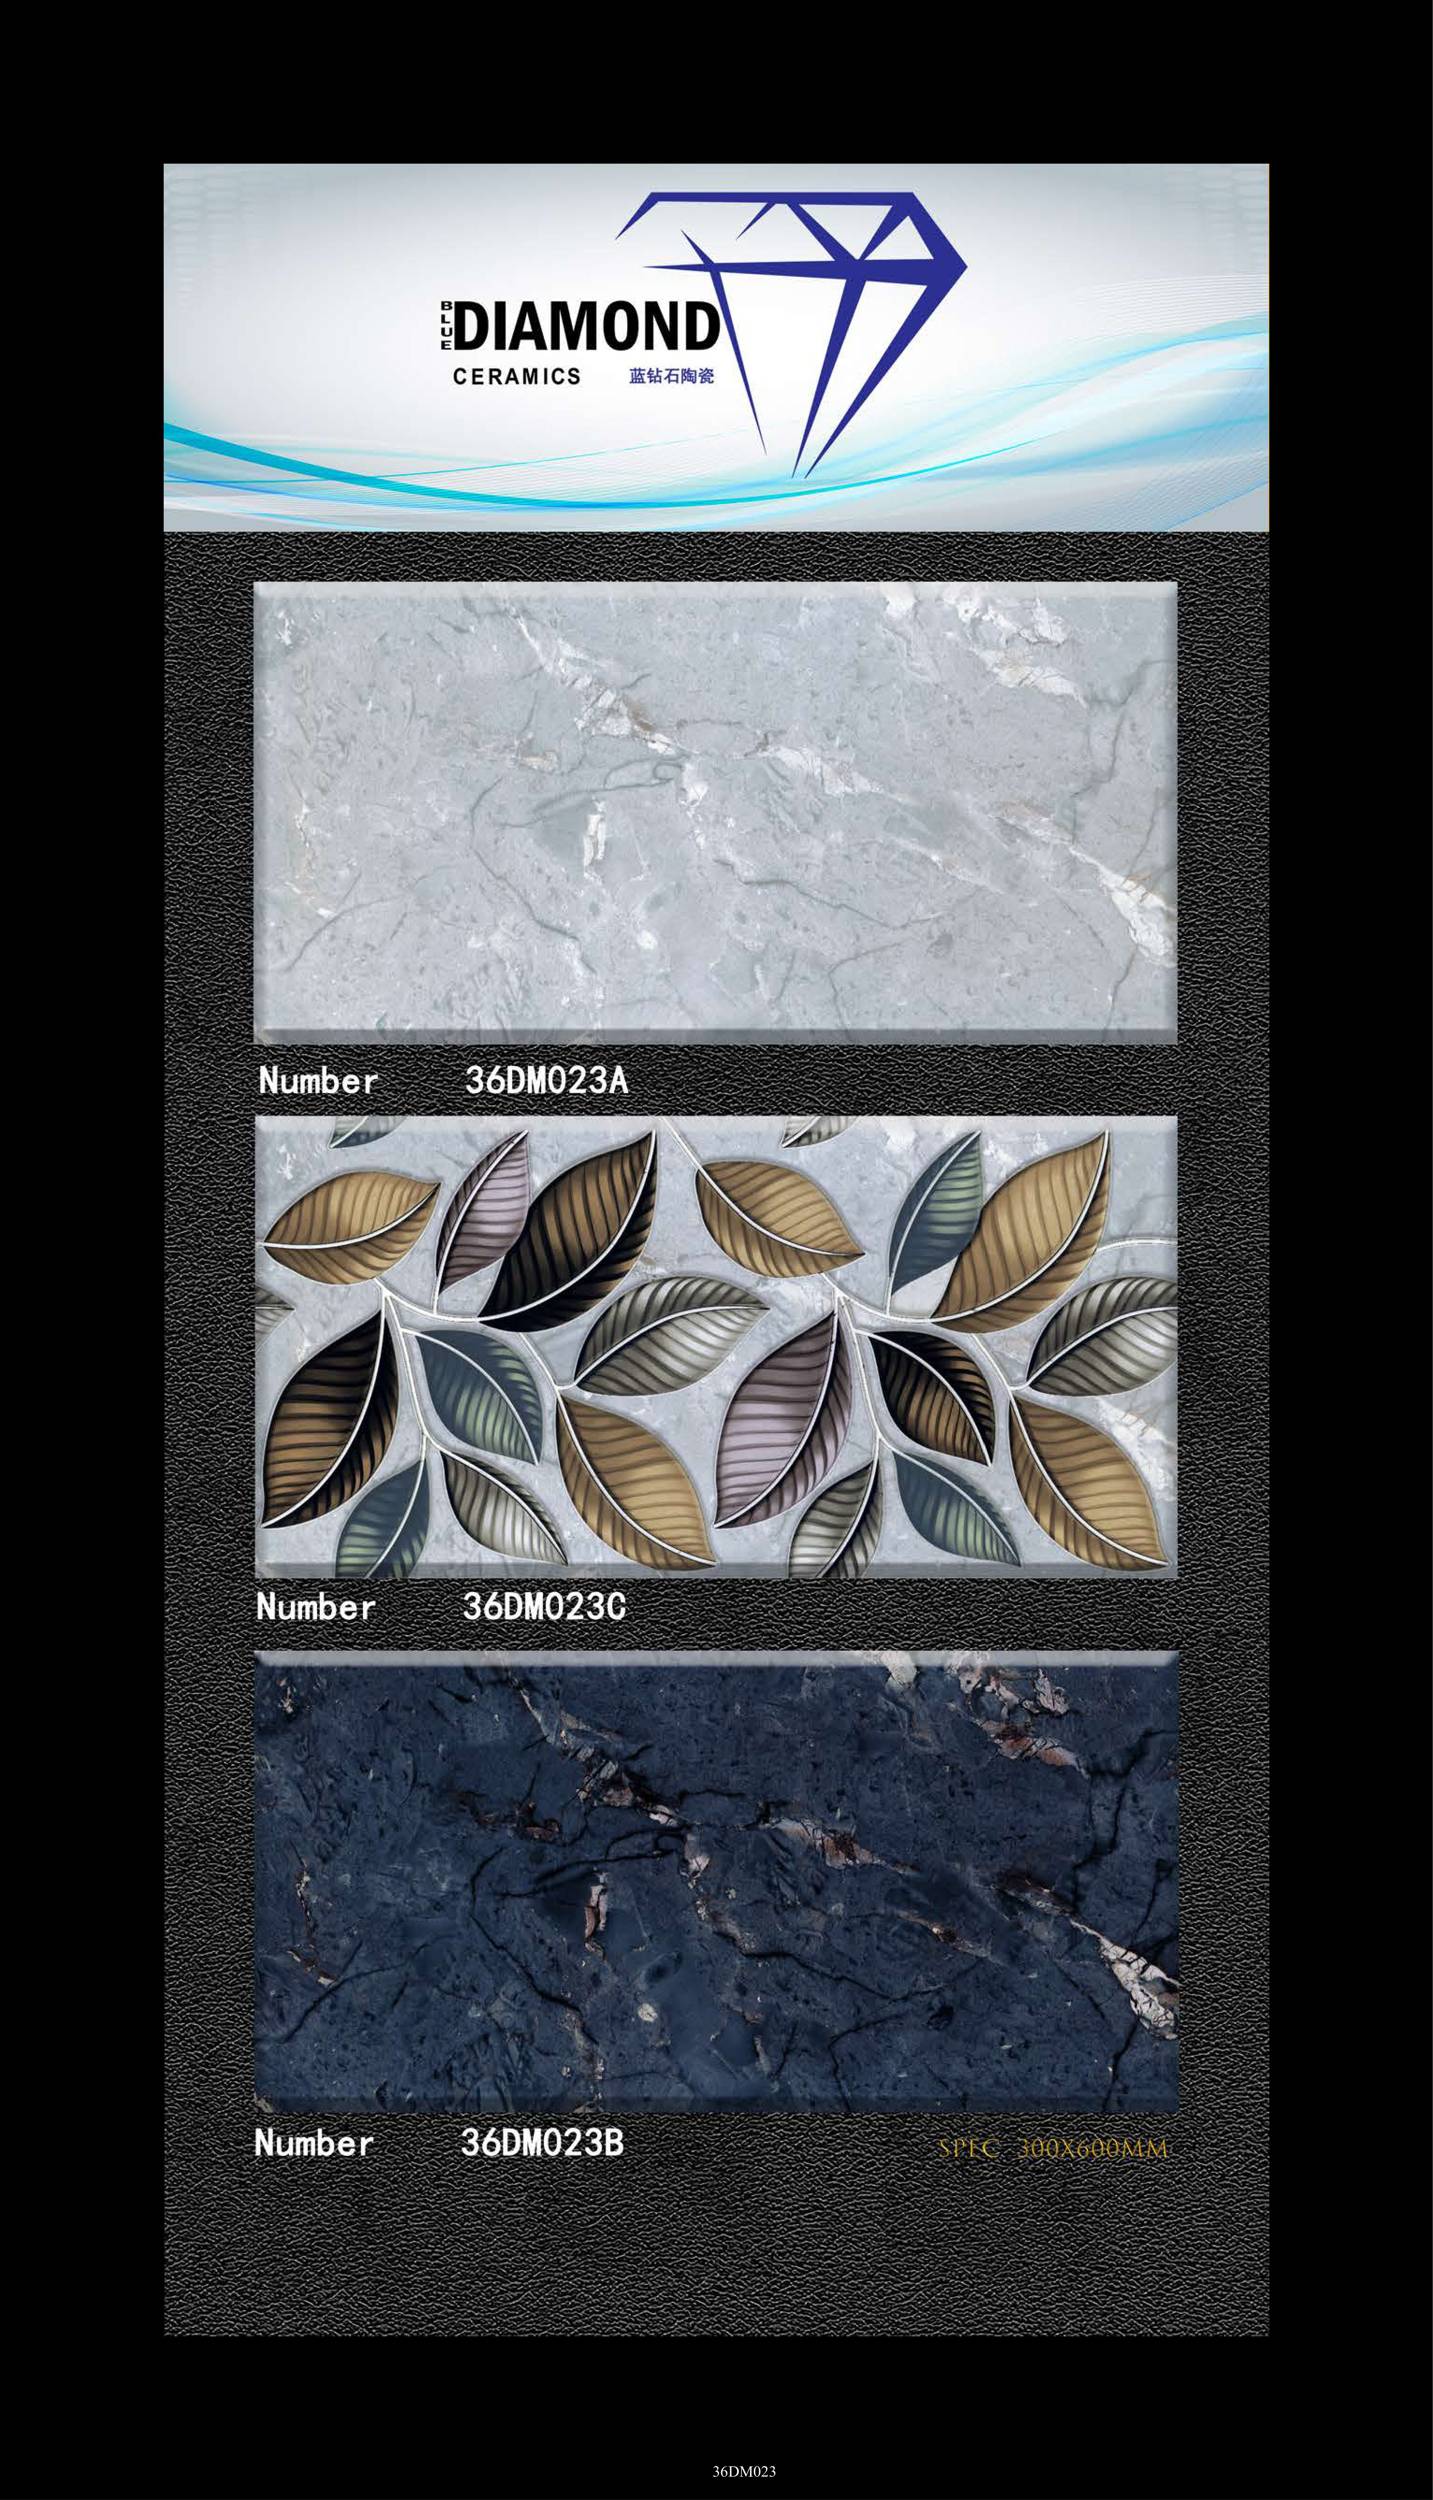 BLUE DIAMOND
CERAMICS 蓝钻石陶瓷
Number 36DM023A
Number 36DM023C
Number 36DM023B SPEC 300X600MM
36DM023